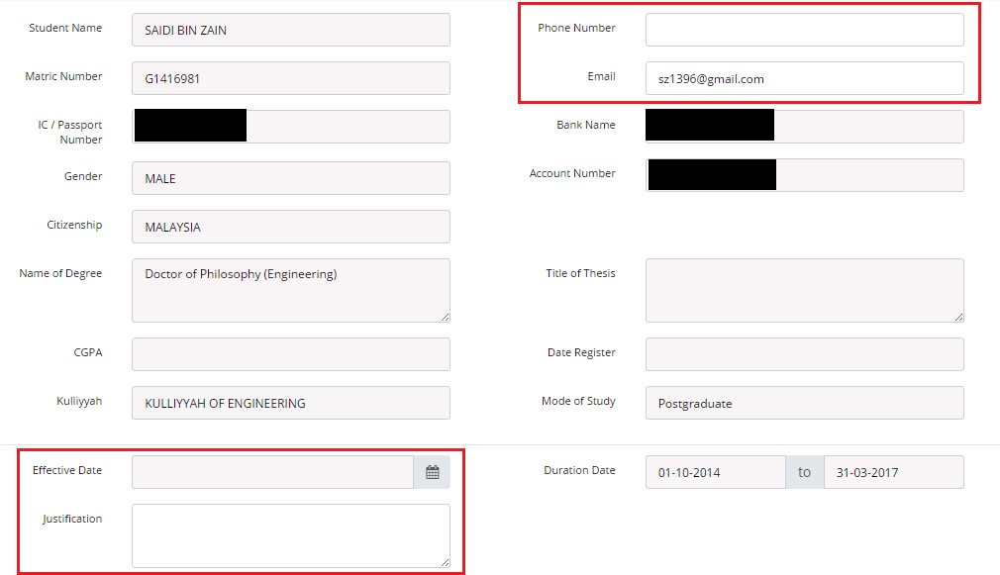 Student Name
SAIDI BIN ZAIN
Phone Number
Matric Number
G1416981
Email
sz1396@gmail.com
IC / Passport
Number
Bank Name
Gender
MALE
Account Number
Citizenship
MALAYSIA
Name of Degree
Doctor of Philosophy (Engineering)
Title of Thesis
CGPA
Date Register
Kulliyyah
KULLIYYAH OF ENGINEERING
Mode of Study
Postgraduate
Effective Date
Duration Date
01-10-2014 to 31-03-2017
Justification